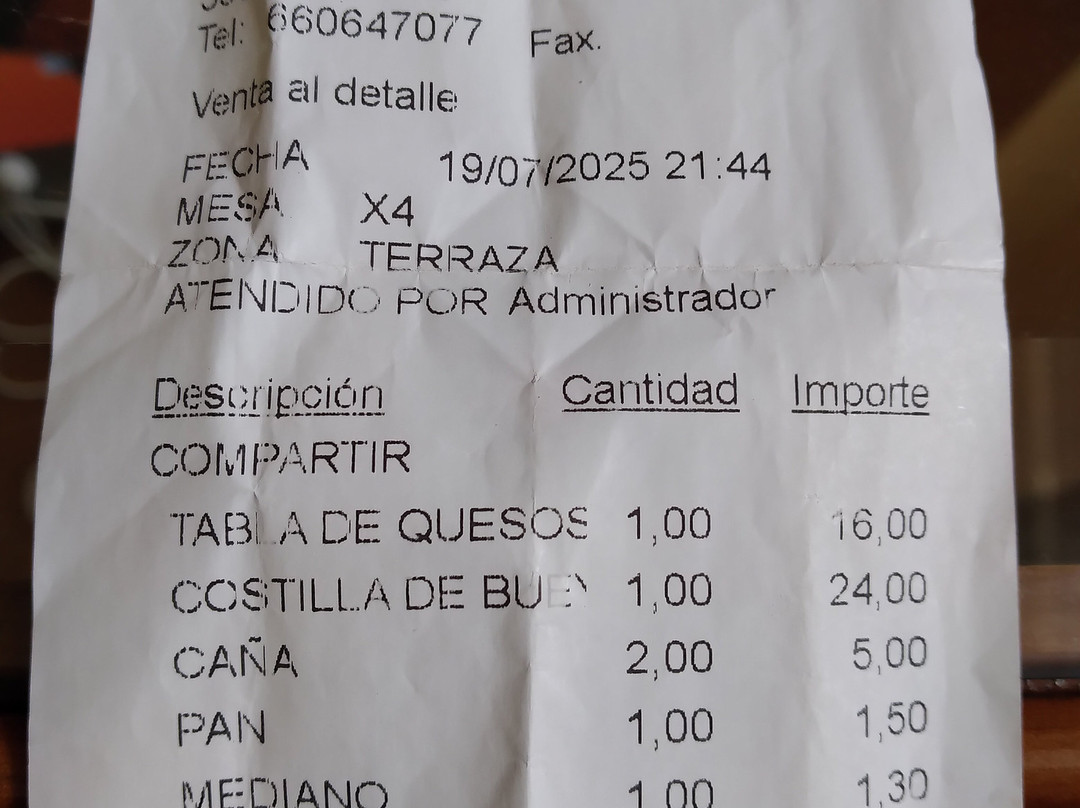 Tel: 660647077 Fax.
Venta al detalle
FECHA 19/07/2025 21:44
MESA X4
ZONA TERRAZA
ATENDIDO POR Administrador
Descripción Cantidad Importe
COMPARTIR
TABLA DE QUESOS 1,00 16,00
COSTILLA DE BUEY 1,00 24,00
CAÑA 2,00 5,00
PAN 1,00 1,50
MEDIANO 1,00 1,30